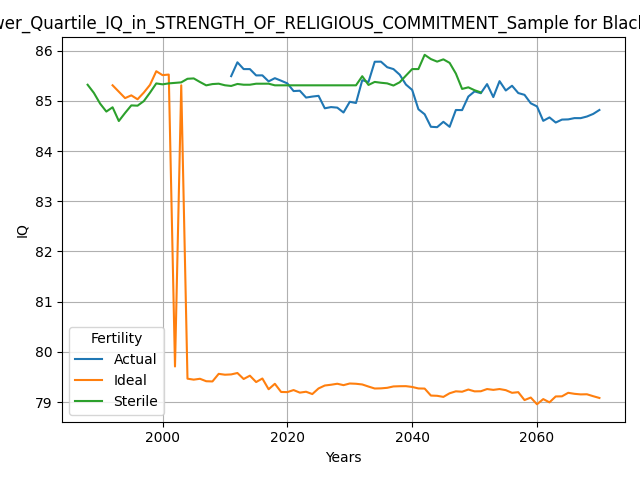 wer_Quartile_IQ_in_STRENGTH_OF_RELIGIOUS_COMMITMENT_Sample for Black
86
85
84
83
82
81
80
79
IQ
Fertility
Actual
Ideal
Sterile
2000 2020 2040 2060
Years